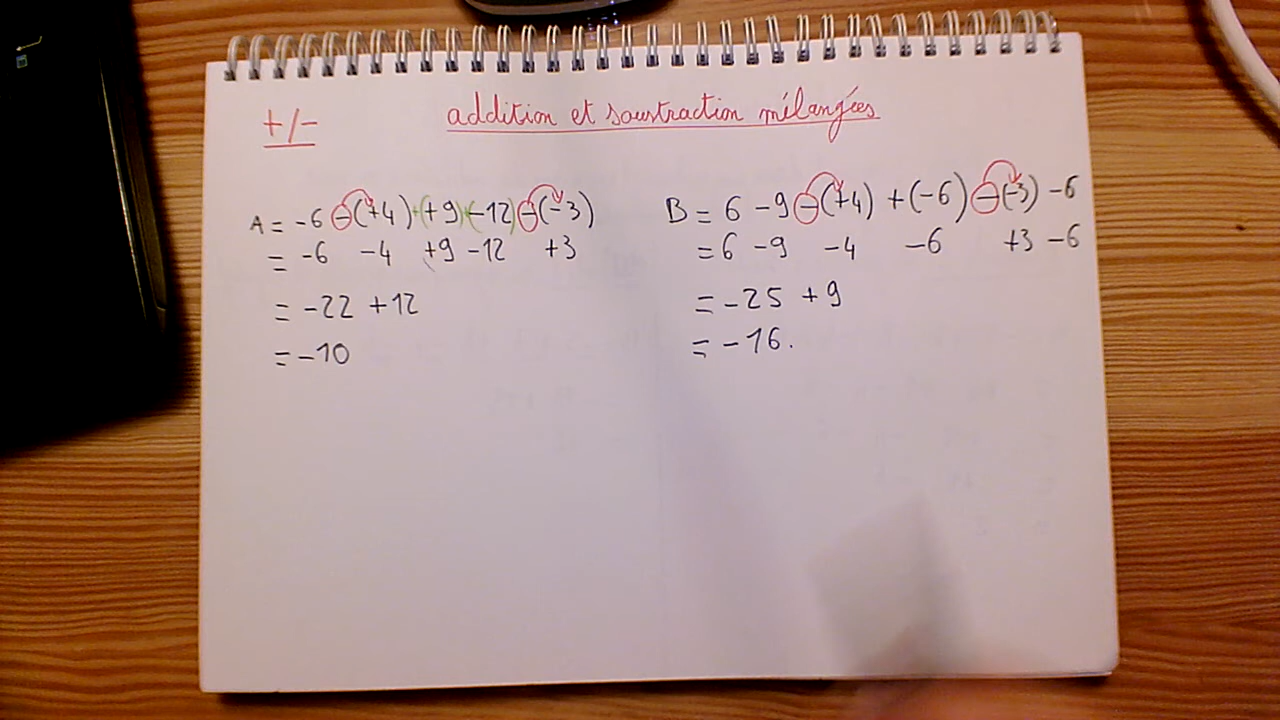 +/-
addition et soustraction mélangées
A = -6 -(+4) + (+9) + (-12) - (-3)
= -6 -4 +9 -12 +3
= -22 +12
= -10
B = 6 -9 -(+4) +(-6) -(-3) -6
= 6 -9 -4 -6 +3 -6
= -25 +9
= -16.